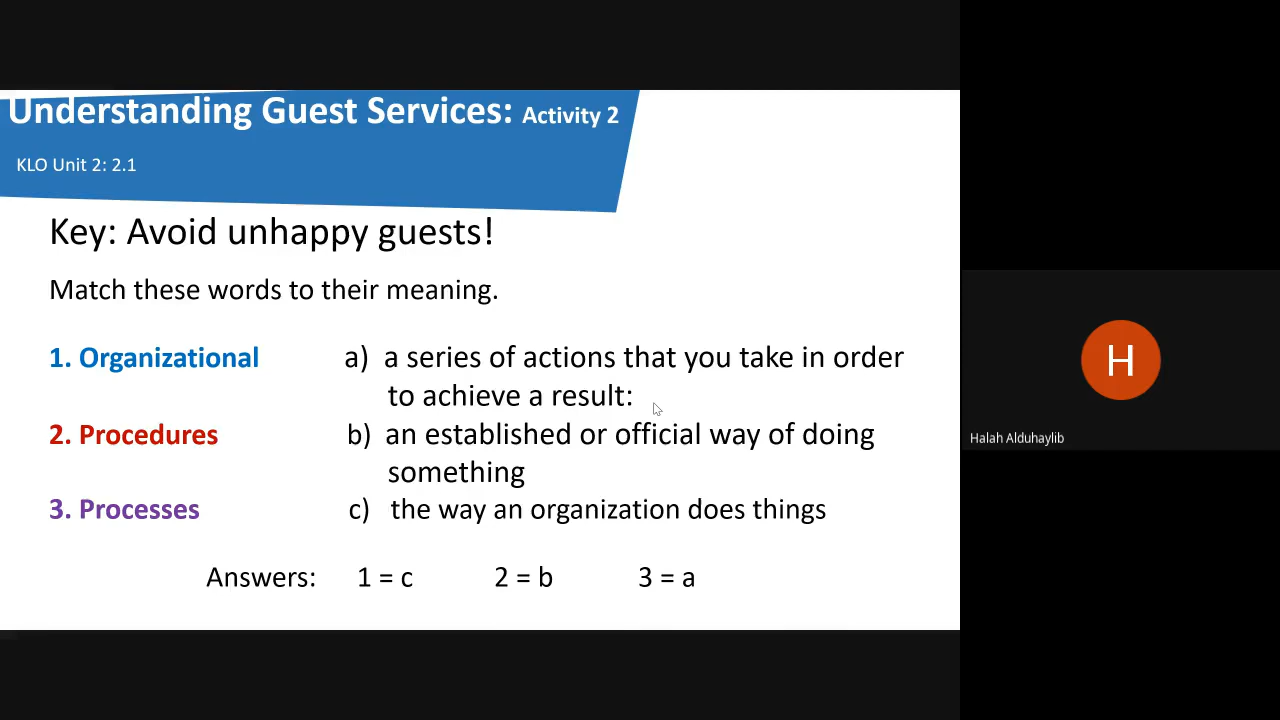 Understanding Guest Services: Activity 2
KLO Unit 2: 2.1
Key: Avoid unhappy guests!
Match these words to their meaning.
1. Organizational a) a series of actions that you take in order
to achieve a result:
2. Procedures b) an established or official way of doing
something
3. Processes c) the way an organization does things
Answers: 1 = c 2 = b 3 = a
H
Halah Alduhaylib